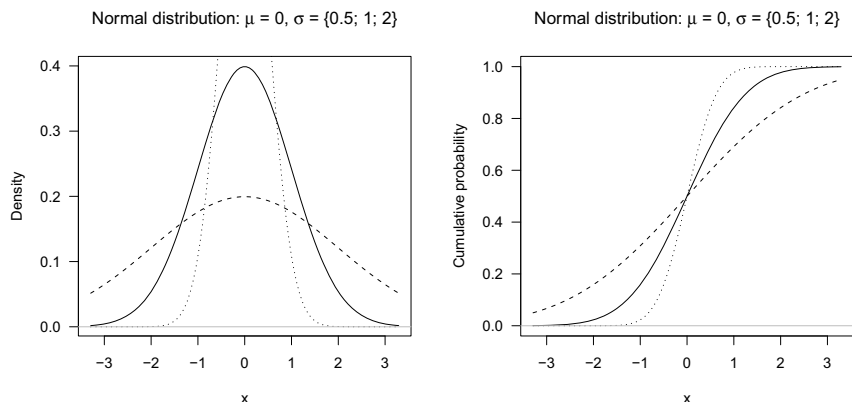 Normal distribution: μ = 0, σ = {0.5; 1; 2}
0.4
0.3
0.2
0.1
0.0
Density
−3 −2 −1 0 1 2 3
x
Normal distribution: μ = 0, σ = {0.5; 1; 2}
1.0
0.8
0.6
0.4
0.2
0.0
Cumulative probability
−3 −2 −1 0 1 2 3
x